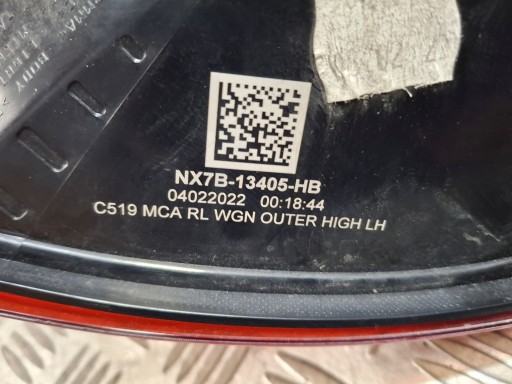 NX7B-13405-HB
04022022 00:18:44
C519 MCA RL WGN OUTER HIGH LH